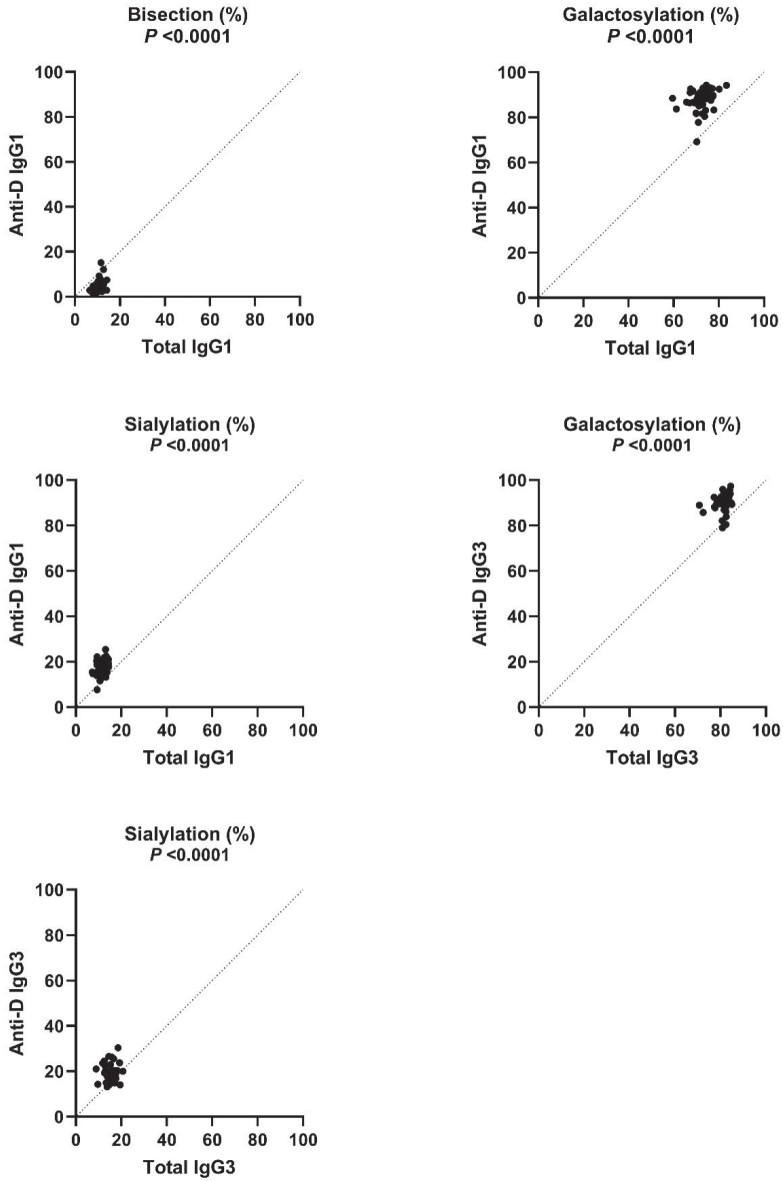 Bisection (%)
P <0.0001
100
80
60
40
20
0
Anti-D IgG1
0 20 40 60 80 100
Total IgG1
Galactosylation (%)
P <0.0001
100
80
60
40
20
0
Anti-D IgG1
0 20 40 60 80 100
Total IgG1
Sialylation (%)
P <0.0001
100
80
60
40
20
0
Anti-D IgG1
0 20 40 60 80 100
Total IgG1
Galactosylation (%)
P <0.0001
100
80
60
40
20
0
Anti-D IgG3
0 20 40 60 80 100
Total IgG3
Sialylation (%)
P <0.0001
100
80
60
40
20
0
Anti-D IgG3
0 20 40 60 80 100
Total IgG3